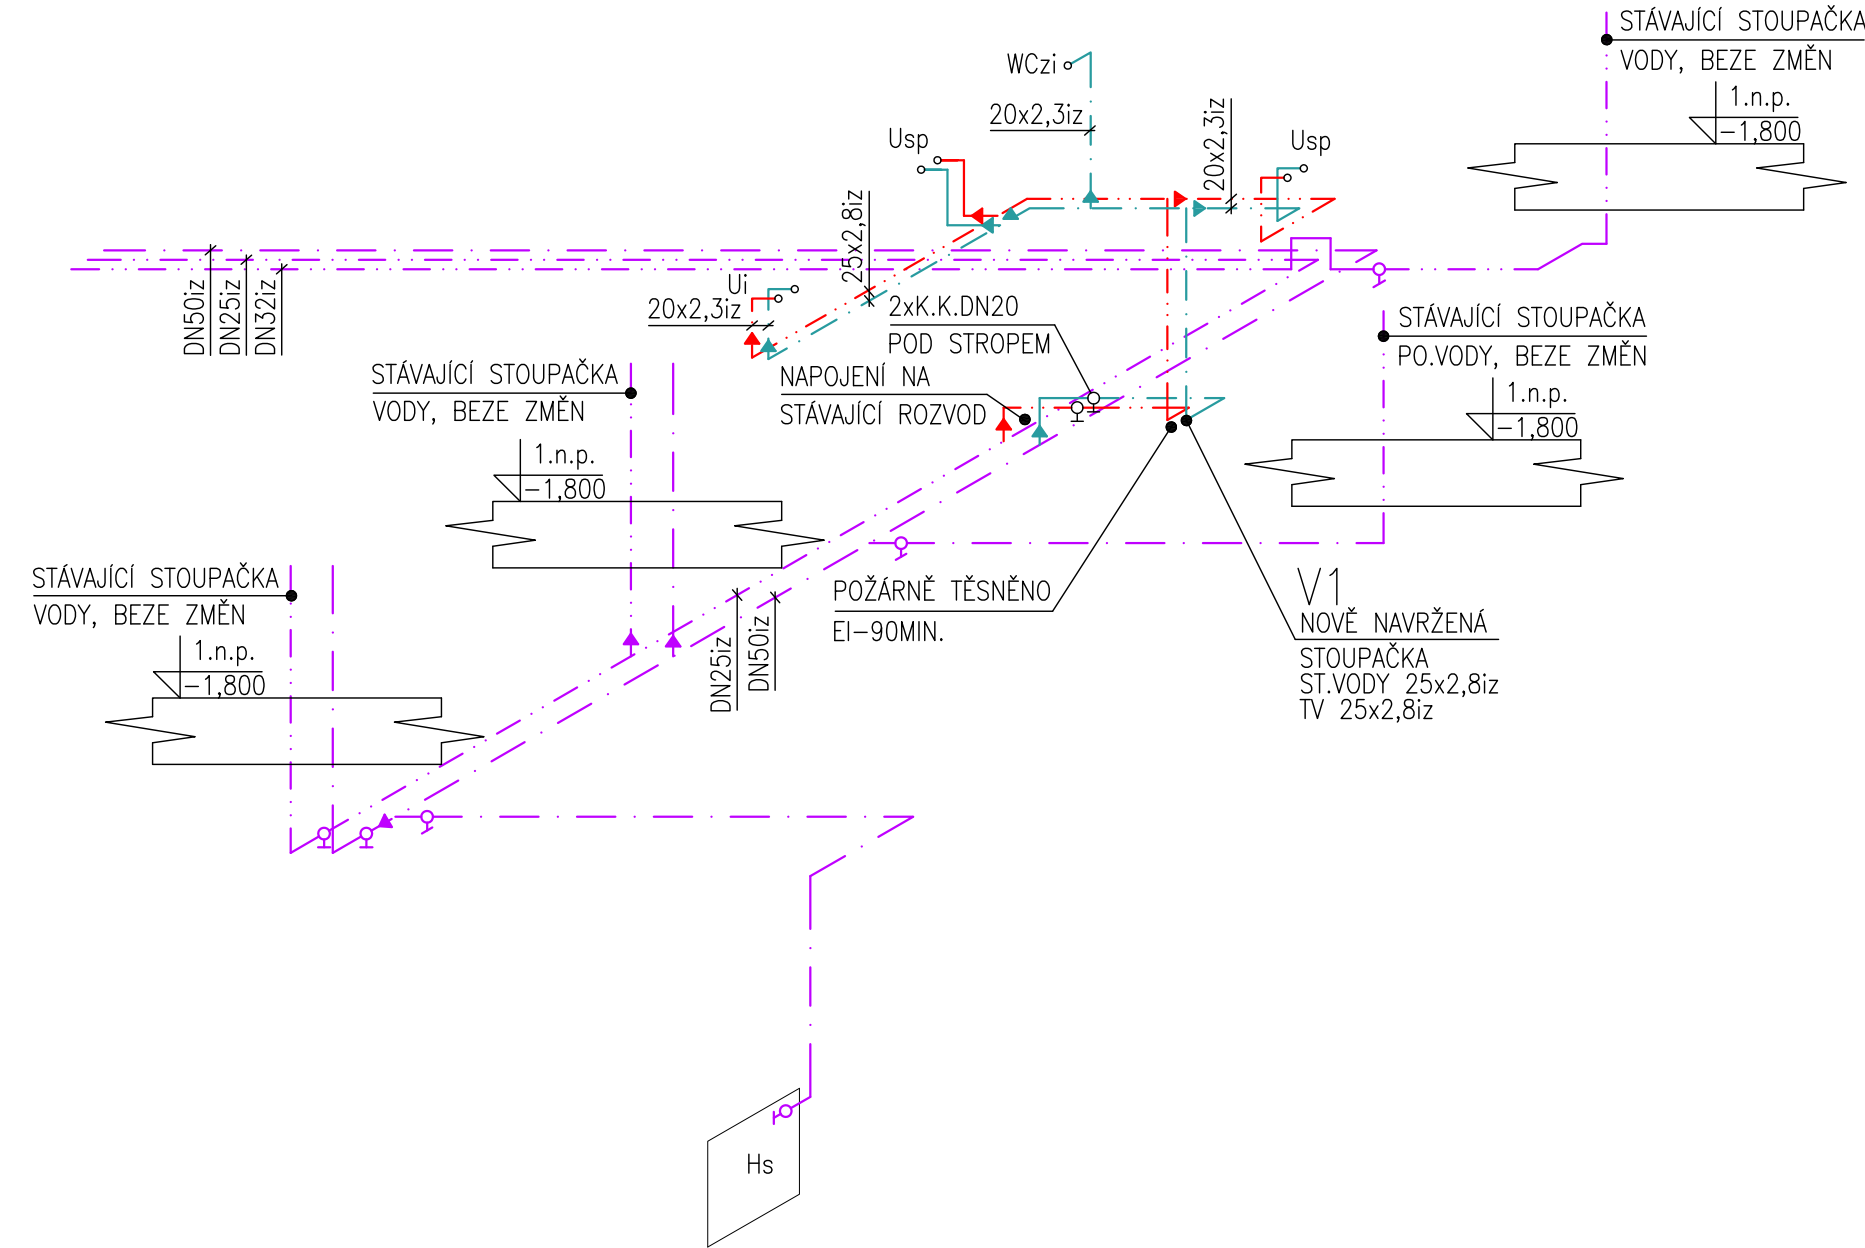 STÁVAJÍCÍ STOUPAČKA
VODY, BEZE ZMĚN
1.n.p.
-1,800
WCzi
20x2,3iz
Usp
20x2,3iz
Usp
25x2,8iz
DN50iz
DN25iz
DN32iz
Ui
20x2,3iz
2xK.K.DN20
POD STROPEM
STÁVAJÍCÍ STOUPAČKA
PO.VODY, BEZE ZMĚN
1.n.p.
-1,800
STÁVAJÍCÍ STOUPAČKA
VODY, BEZE ZMĚN
1.n.p.
-1,800
NAPOJENÍ NA
STÁVAJÍCÍ ROZVOD
STÁVAJÍCÍ STOUPAČKA
VODY, BEZE ZMĚN
1.n.p.
-1,800
DN25iz
DN50iz
POŽÁRNĚ TĚSNĚNO
EI-90MIN.
V1
NOVĚ NAVRŽENÁ
STOUPAČKA
ST.VODY 25x2,8iz
TV 25x2,8iz
Hs